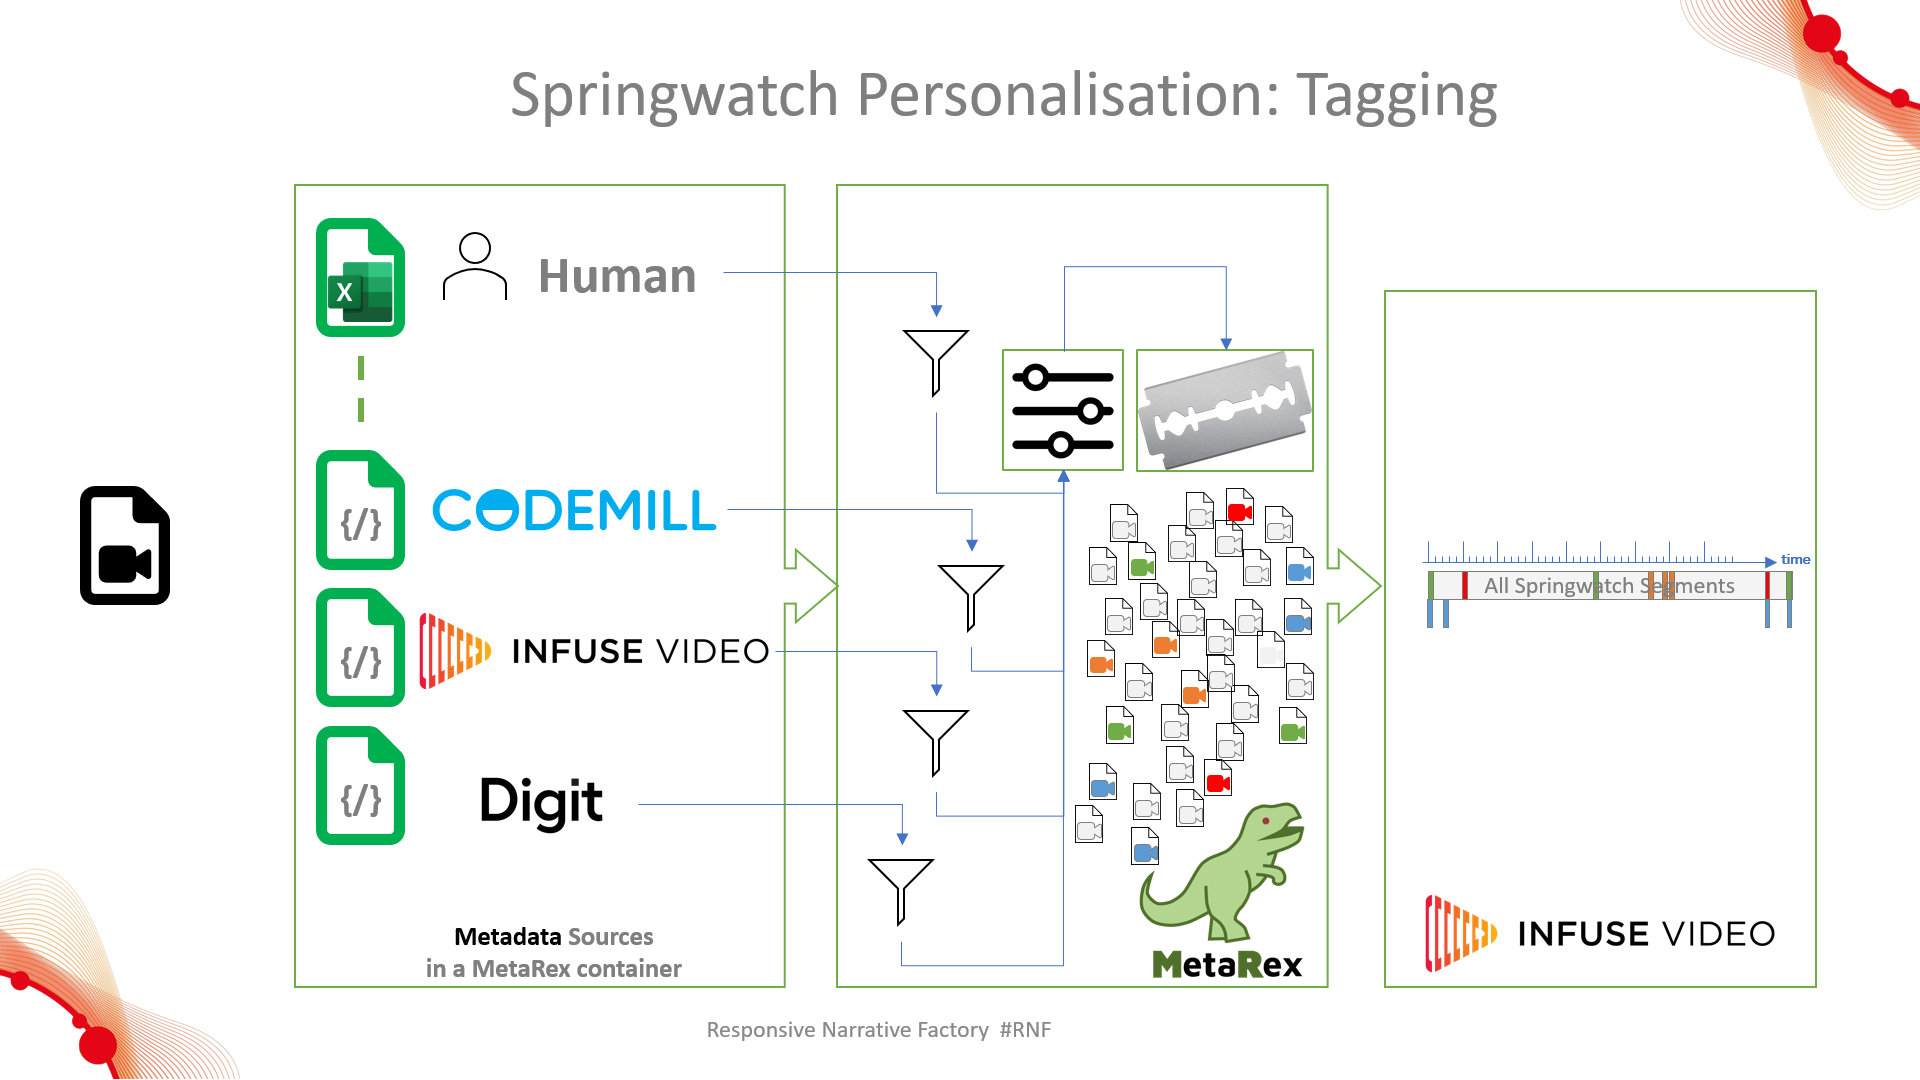 Springwatch Personalisation: Tagging
X
Human
{/}
CODEMILL
{/}
INFUSE VIDEO
{/}
Digit
Metadata Sources
in a MetaRex container
MetaRex
time
All Springwatch Segments
INFUSE VIDEO
Responsive Narrative Factory #RNF